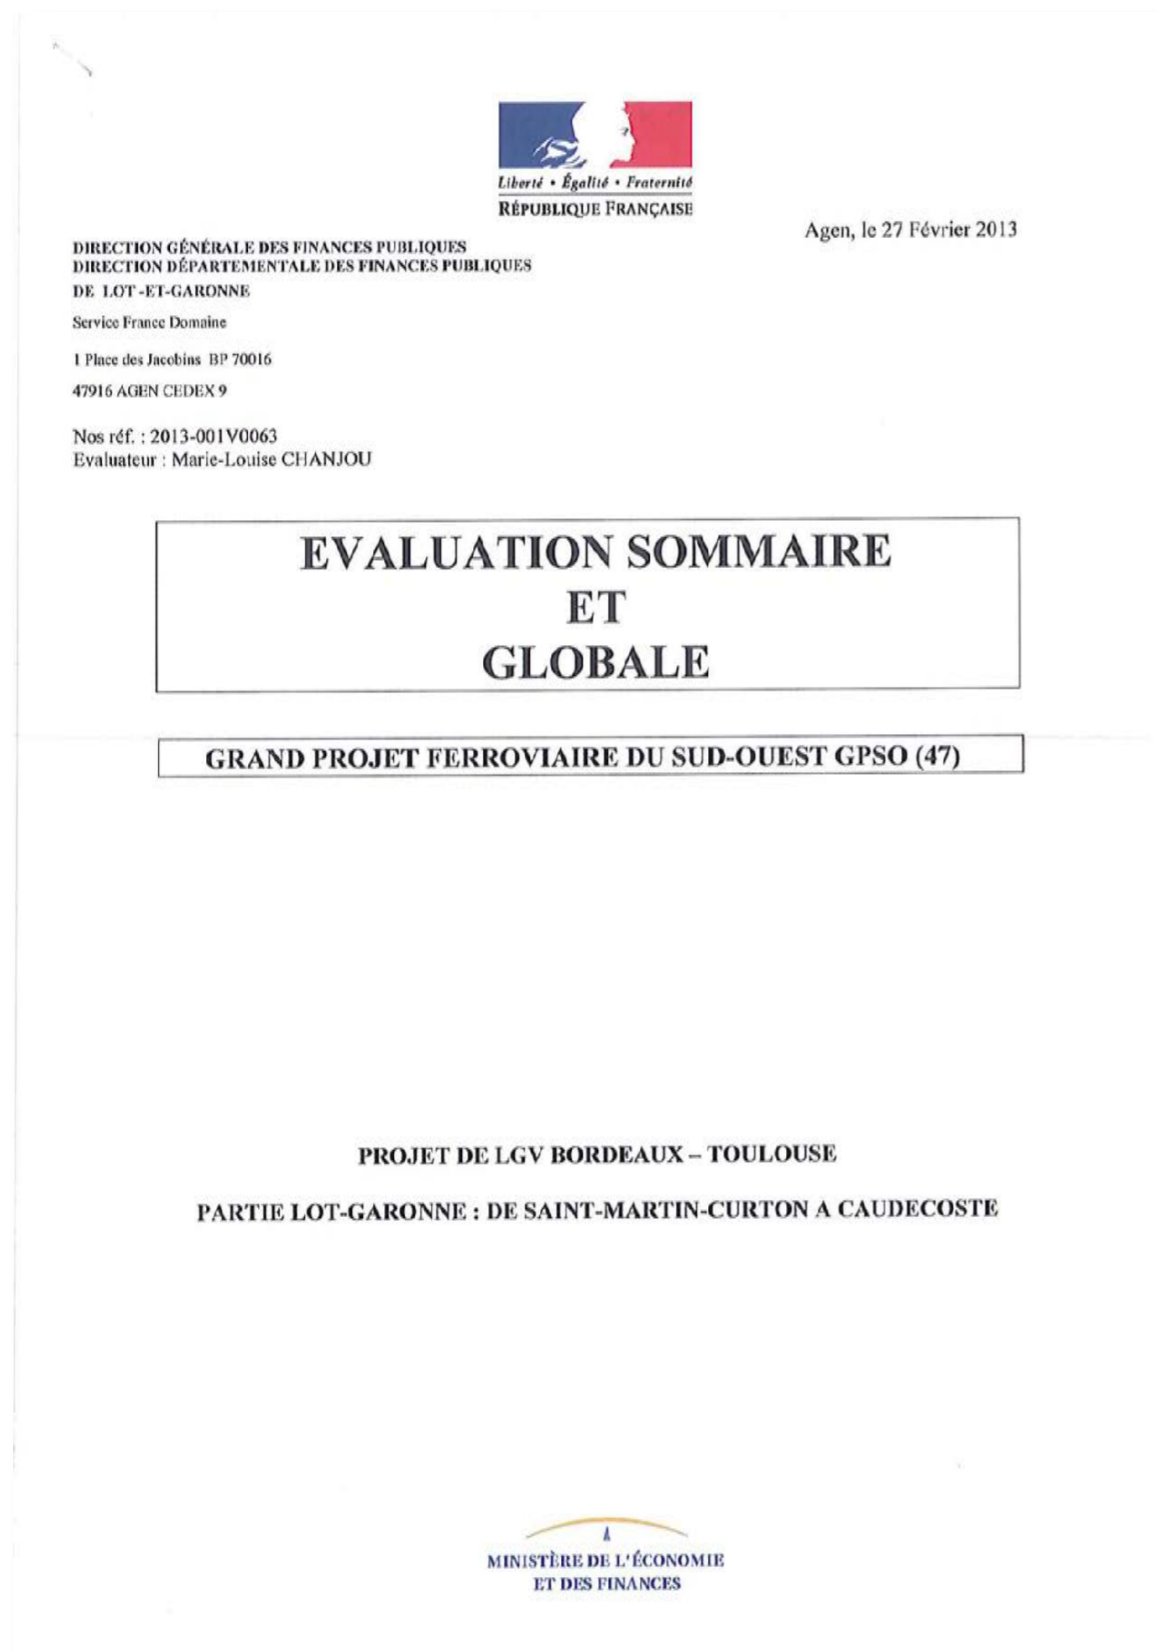 Liberté • Égalité • Fraternité
RÉPUBLIQUE FRANÇAISE
Agen, le 27 Février 2013
DIRECTION GÉNÉRALE DES FINANCES PUBLIQUES
DIRECTION DÉPARTEMENTALE DES FINANCES PUBLIQUES
DE LOT -ET-GARONNE
Service France Domaine
1 Place des Jacobins BP 70016
47916 AGEN CEDEX 9
Nos réf. : 2013-001V0063
Evaluateur : Marie-Louise CHANJOU
EVALUATION SOMMAIRE
ET
GLOBALE
GRAND PROJET FERROVIAIRE DU SUD-OUEST GPSO (47)
PROJET DE LGV BORDEAUX – TOULOUSE
PARTIE LOT-GARONNE : DE SAINT-MARTIN-CURTON A CAUDECOSTE
MINISTÈRE DE L'ÉCONOMIE
ET DES FINANCES